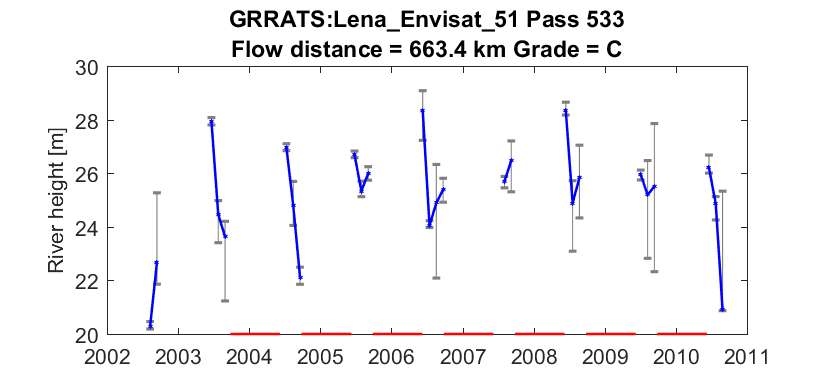 GRRATS:Lena_Envisat_51 Pass 533
Flow distance = 663.4 km Grade = C
River height [m]
30
28
26
24
22
20
2002 2003 2004 2005 2006 2007 2008 2009 2010 2011